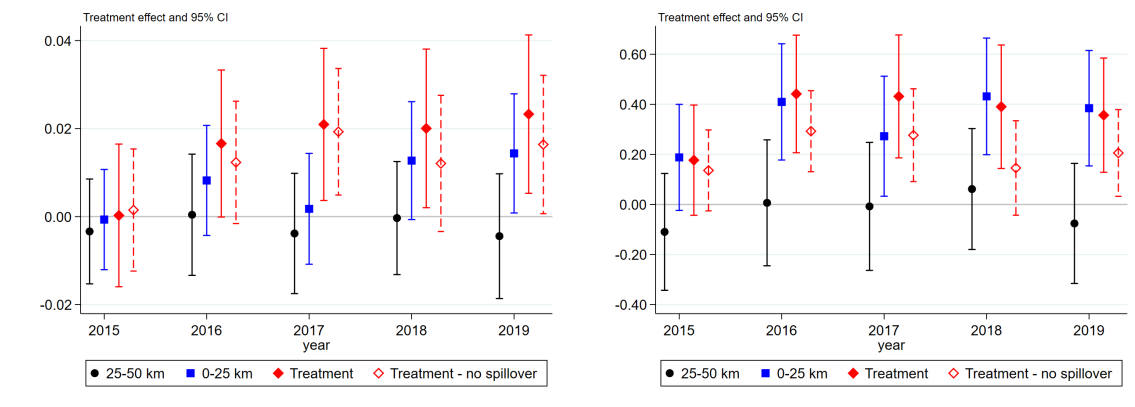 Treatment effect and 95% CI
0.04
0.02
0.00
-0.02
2015 2016 2017 2018 2019
year
25-50 km 0-25 km Treatment Treatment - no spillover
Treatment effect and 95% CI
0.60
0.40
0.20
0.00
-0.20
-0.40
2015 2016 2017 2018 2019
year
25-50 km 0-25 km Treatment Treatment - no spillover